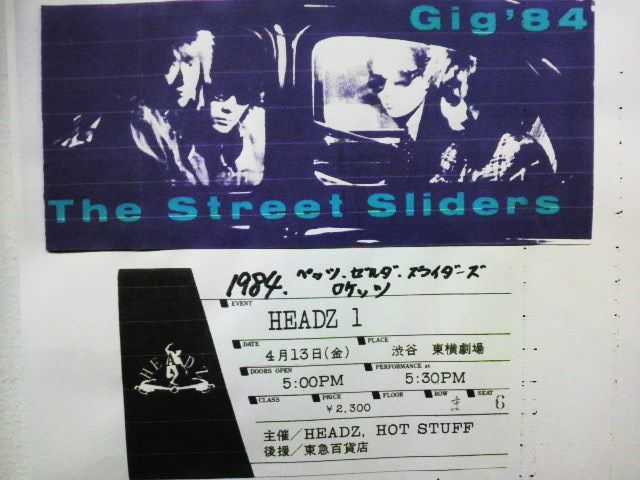 Gig'84
The Street Sliders
1984. ペッツ.ゼルダ.スライダーズ
ロケッツ
EVENT
HEADZ 1
DATE PLACE
4月13日(金) 渋谷 東横劇場
DOORS OPEN PERFORMANCE at
5:00PM 5:30PM
CLASS PRICE FLOOR ROW SEAT
¥2,300 ま 6
主催/HEADZ, HOT STUFF
後援/東急百貨店
HEADZ